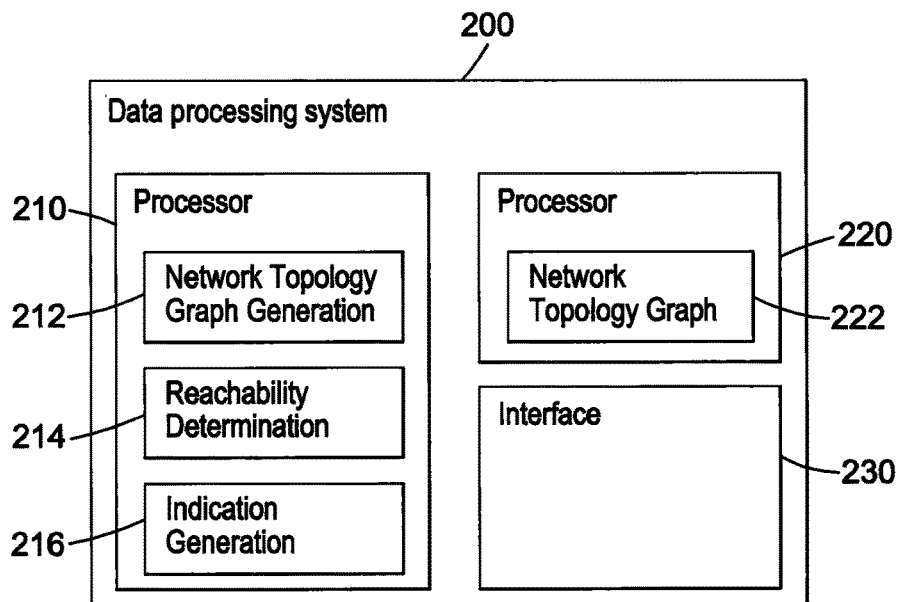 200
Data processing system
210
Processor
212
Network Topology
Graph Generation
214
Reachability
Determination
216
Indication
Generation
Processor
220
Network
Topology Graph
222
Interface
230